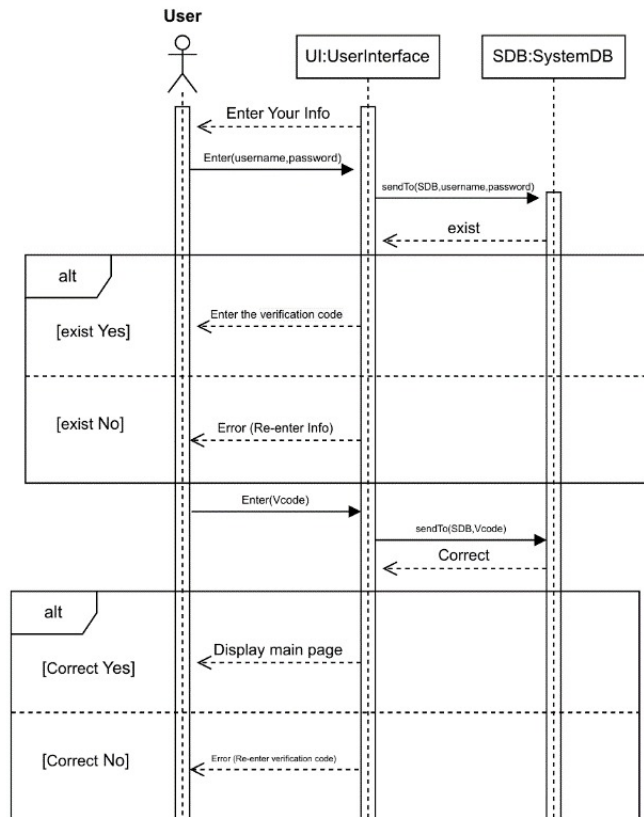 User
UI:UserInterface
SDB:SystemDB
Enter Your Info
Enter(username,password)
sendTo(SDB,username,password)
exist
alt
[exist Yes]
Enter the verification code
[exist No]
Error (Re-enter Info)
Enter(Vcode)
sendTo(SDB,Vcode)
Correct
alt
[Correct Yes]
Display main page
[Correct No]
Error (Re-enter verification code)